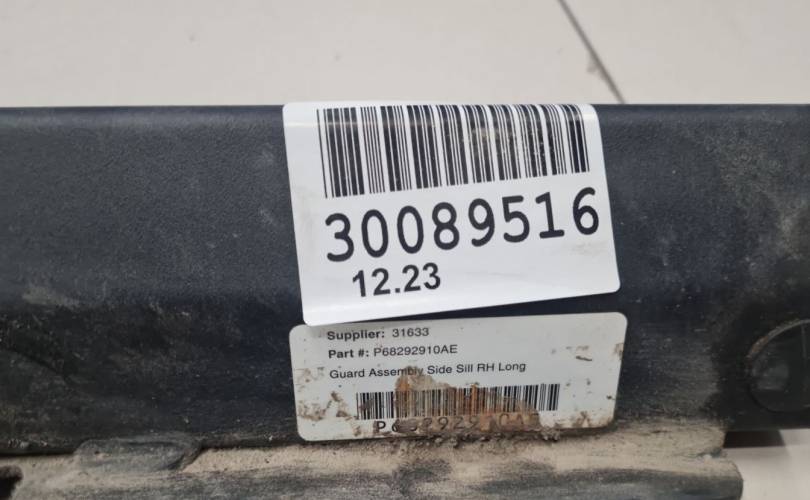 30089516
12.23
Supplier: 31633
Part #: P68292910AE
Guard Assembly Side Sill RH Long